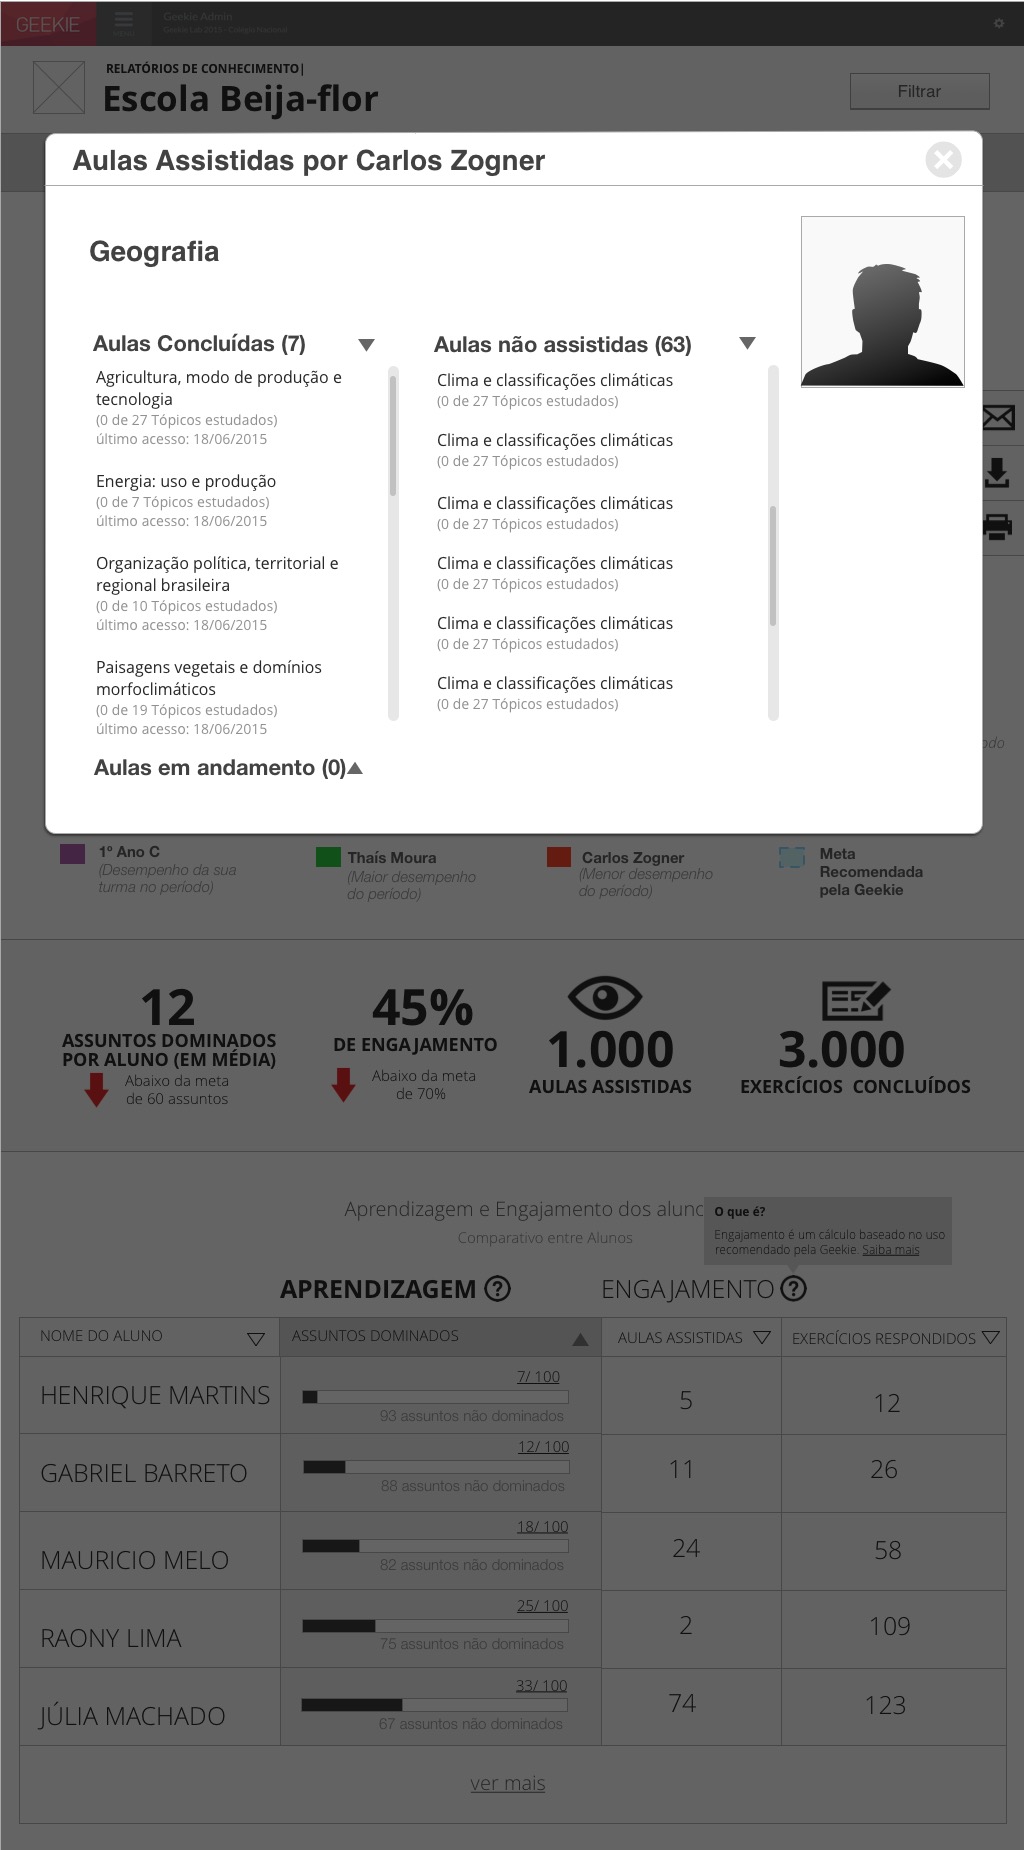 GEEKIE
MENU
Geekie Admin
Geekie Lab 2015 - Colégio Nacional
RELATÓRIOS DE CONHECIMENTO|
Escola Beija-flor
Filtrar
Aulas Assistidas por Carlos Zogner
Geografia
Aulas Concluídas (7)
Agricultura, modo de produção e
tecnologia
(0 de 27 Tópicos estudados)
último acesso: 18/06/2015
Energia: uso e produção
(0 de 7 Tópicos estudados)
último acesso: 18/06/2015
Organização política, territorial e
regional brasileira
(0 de 10 Tópicos estudados)
último acesso: 18/06/2015
Paisagens vegetais e domínios
morfoclimáticos
(0 de 19 Tópicos estudados)
último acesso: 18/06/2015
Aulas não assistidas (63)
Clima e classificações climáticas
(0 de 27 Tópicos estudados)
Clima e classificações climáticas
(0 de 27 Tópicos estudados)
Clima e classificações climáticas
(0 de 27 Tópicos estudados)
Clima e classificações climáticas
(0 de 27 Tópicos estudados)
Clima e classificações climáticas
(0 de 27 Tópicos estudados)
Clima e classificações climáticas
(0 de 27 Tópicos estudados)
Aulas em andamento (0)
1º Ano C
(Desempenho da sua
turma no período)
Thaís Moura
(Maior desempenho
do período)
Carlos Zogner
(Menor desempenho
do período)
Meta
Recomendada
pela Geekie
12
ASSUNTOS DOMINADOS
POR ALUNO (EM MÉDIA)
Abaixo da meta
de 60 assuntos
45%
DE ENGAJAMENTO
Abaixo da meta
de 70%
1.000
AULAS ASSISTIDAS
3.000
EXERCÍCIOS CONCLUÍDOS
Aprendizagem e Engajamento dos aluno
Comparativo entre Alunos
O que é?
Engajamento é um cálculo baseado no uso
recomendado pela Geekie. Saiba mais
APRENDIZAGEM ?
ENGAJAMENTO ?
NOME DO ALUNO
ASSUNTOS DOMINADOS
AULAS ASSISTIDAS
EXERCÍCIOS RESPONDIDOS
HENRIQUE MARTINS
7/ 100
93 assuntos não dominados
5
12
GABRIEL BARRETO
12/ 100
88 assuntos não dominados
11
26
MAURICIO MELO
18/ 100
82 assuntos não dominados
24
58
RAONY LIMA
25/ 100
75 assuntos não dominados
2
109
JÚLIA MACHADO
33/ 100
67 assuntos não dominados
74
123
ver mais